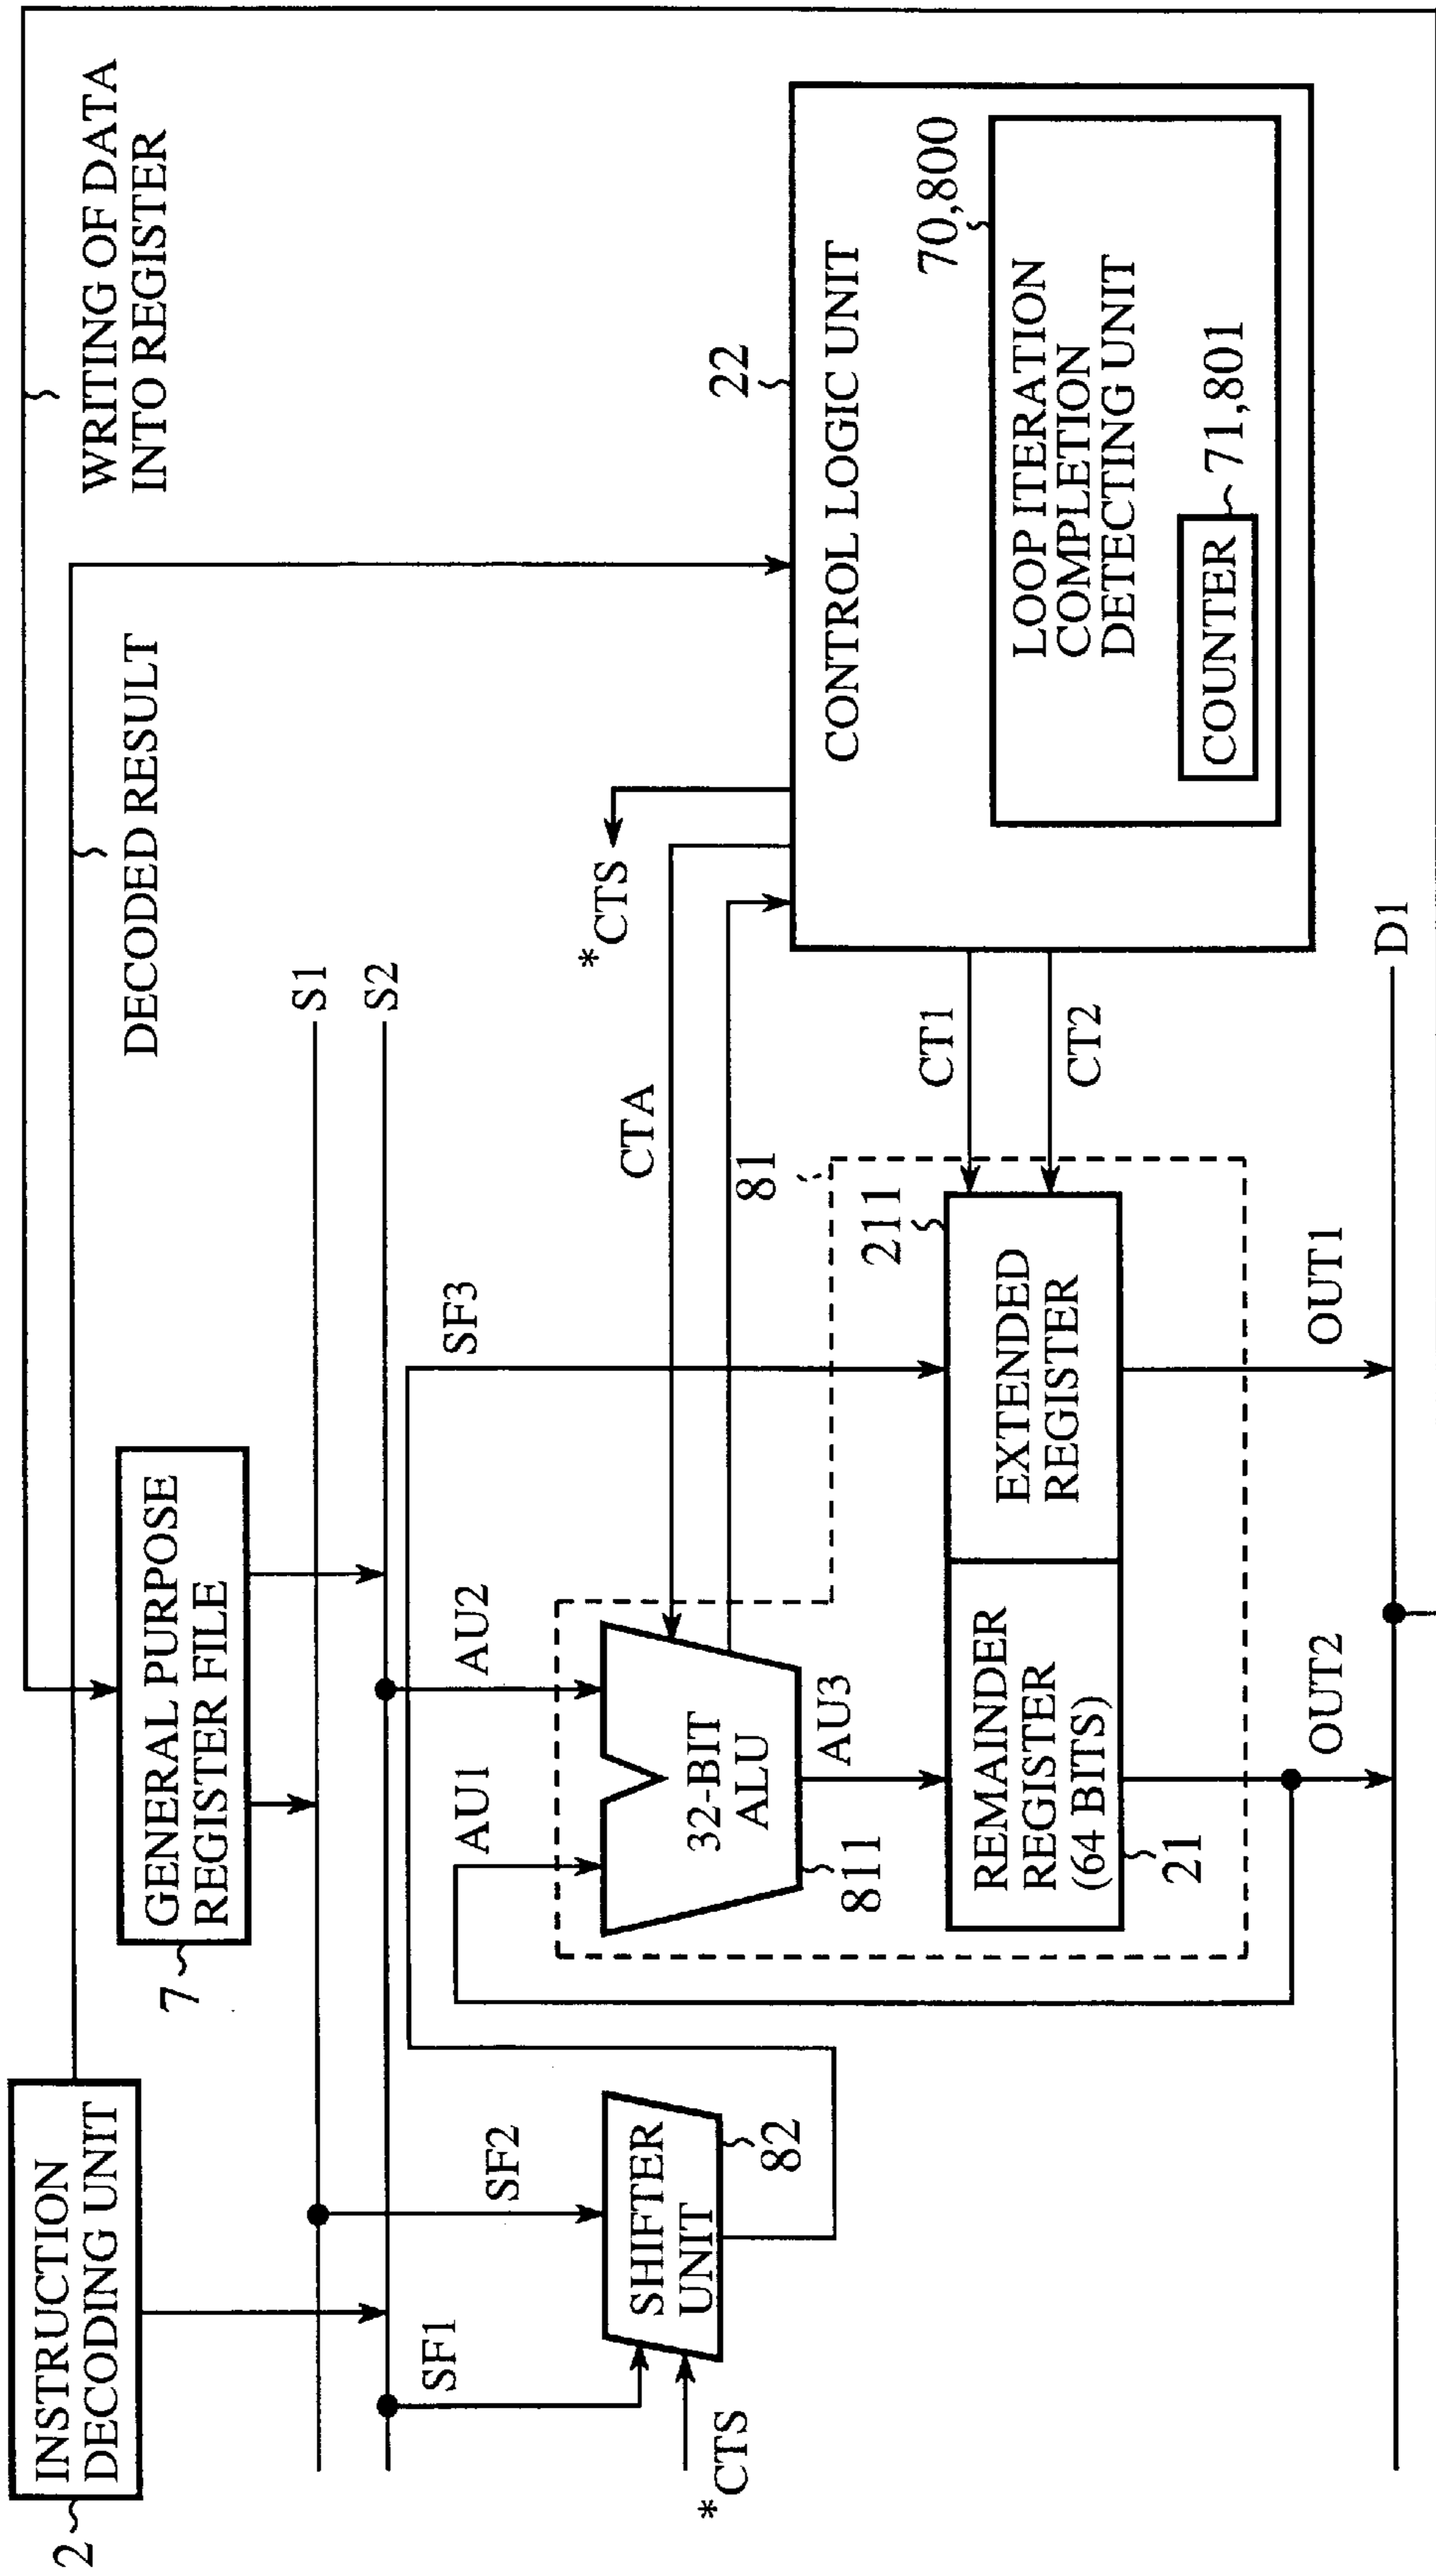 WRITING OF DATA
INTO REGISTER
DECODED RESULT
2
INSTRUCTION
DECODING UNIT
7
GENERAL PURPOSE
REGISTER FILE
S1
S2
SF1
SF2
SF3
AU1
AU2
*CTS
SHIFTER
UNIT
82
32-BIT
ALU
811
AU3
CTA
81
*CTS
22
CONTROL LOGIC UNIT
70,800
LOOP ITERATION
COMPLETION
DETECTING UNIT
COUNTER
71,801
CT1
CT2
211
REMAINDER
REGISTER
(64 BITS)
21
EXTENDED
REGISTER
OUT2
OUT1
D1